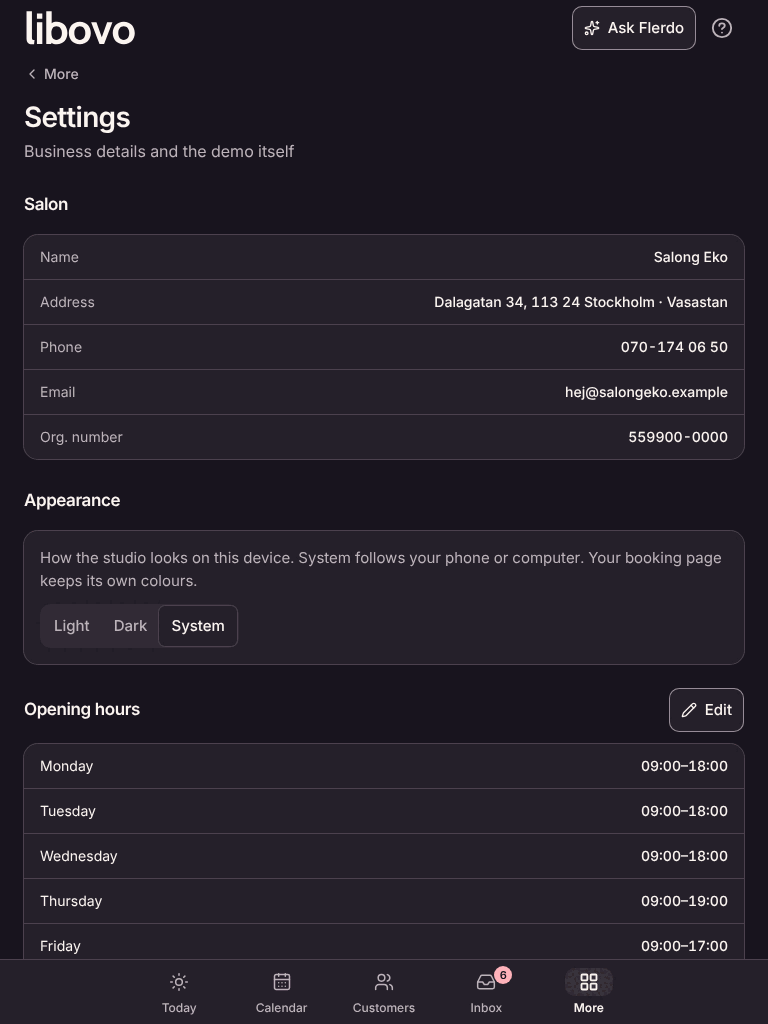 libovo
Ask Flerdo
More
Settings
Business details and the demo itself
Salon
Name Salong Eko
Address Dalagatan 34, 113 24 Stockholm · Vasastan
Phone 070-174 06 50
Email hej@salongeko.example
Org. number 559900-0000
Appearance
How the studio looks on this device. System follows your phone or computer. Your booking page
keeps its own colours.
Light Dark System
Opening hours Edit
Monday 09:00–18:00
Tuesday 09:00–18:00
Wednesday 09:00–18:00
Thursday 09:00–19:00
Friday 09:00–17:00
6
Today Calendar Customers Inbox More